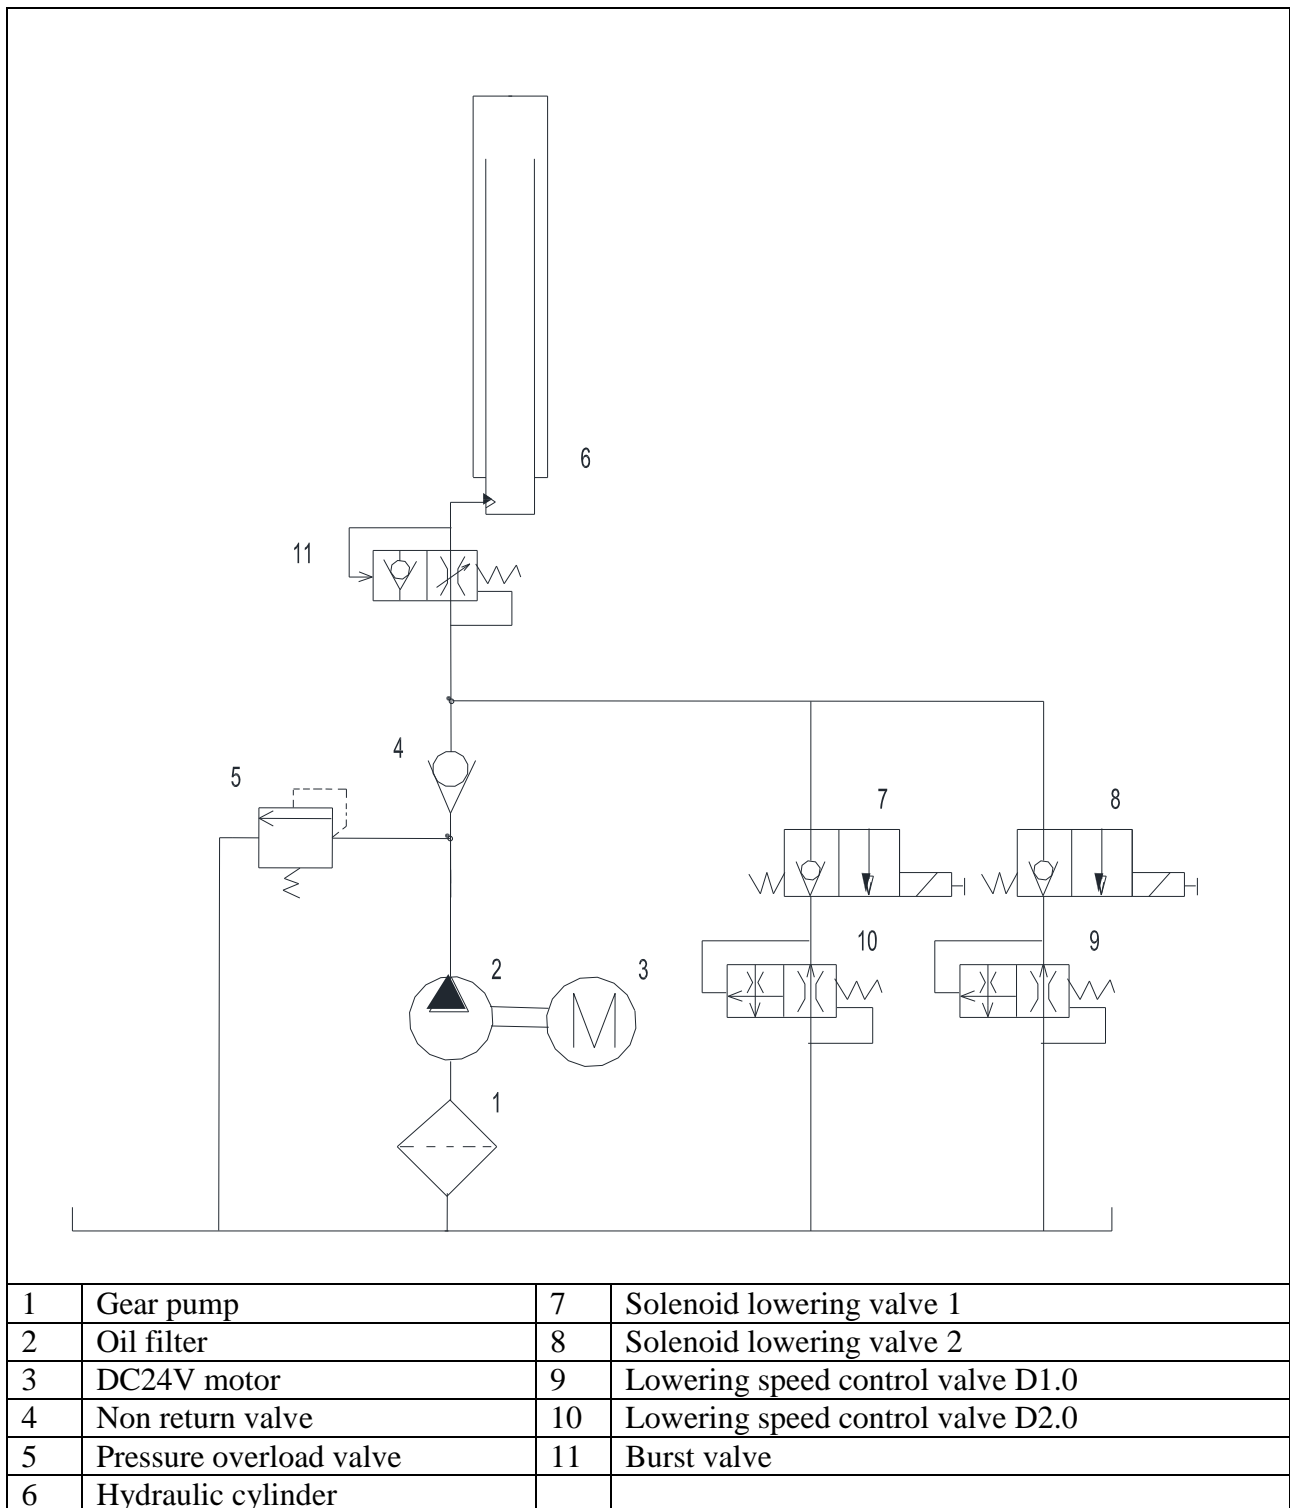 6
11
4
5
7
8
10
9
2
3
M
1
1 Gear pump 7 Solenoid lowering valve 1
2 Oil filter 8 Solenoid lowering valve 2
3 DC24V motor 9 Lowering speed control valve D1.0
4 Non return valve 10 Lowering speed control valve D2.0
5 Pressure overload valve 11 Burst valve
6 Hydraulic cylinder